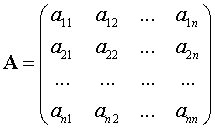 a₁₁ a₁₂ ... a₁ₙ
a₂₁ a₂₂ ... a₂ₙ
A = ... ... ... ...
aₙ₁ aₙ₂ ... aₙₙ